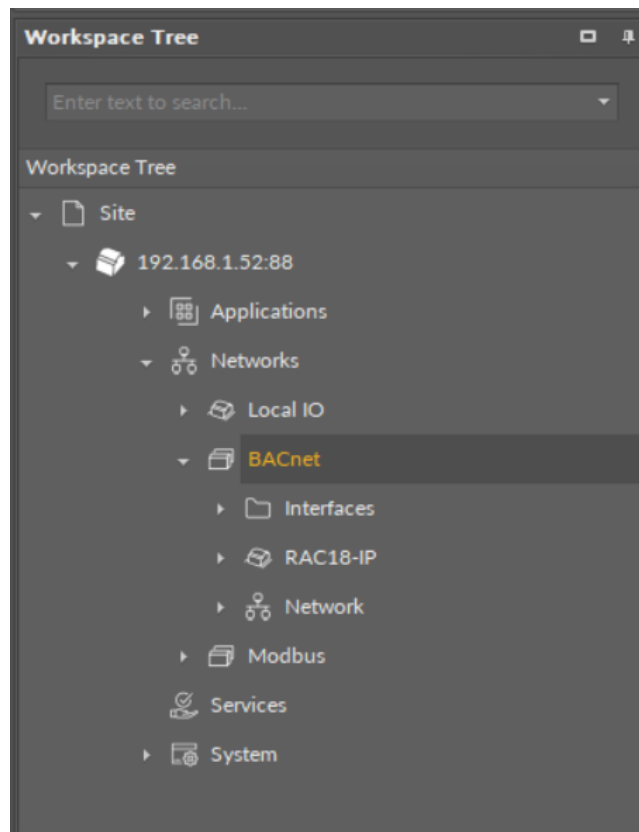 Workspace Tree
Enter text to search...
Workspace Tree
Site
192.168.1.52:88
Applications
Networks
Local IO
BACnet
Interfaces
RAC18-IP
Network
Modbus
Services
System